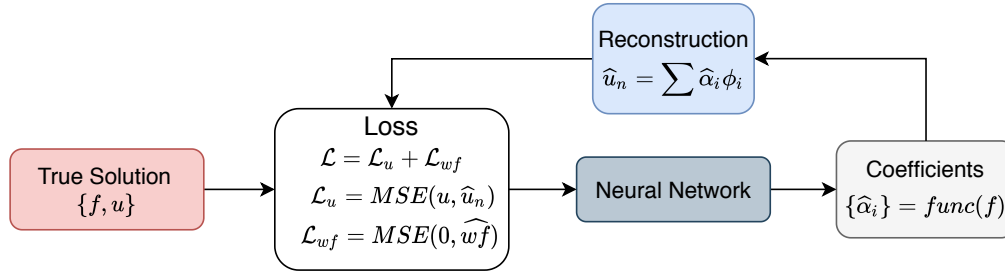 Reconstruction
$\widehat{u}_n = \sum \widehat{\alpha}_i \phi_i$
True Solution
$\{f, u\}$
Loss
$\mathcal{L} = \mathcal{L}_u + \mathcal{L}_{wf}$
$\mathcal{L}_u = MSE(u, \widehat{u}_n)$
$\mathcal{L}_{wf} = MSE(0, \widehat{wf})$
Neural Network
Coefficients
$\{\widehat{\alpha}_i\} = func(f)$